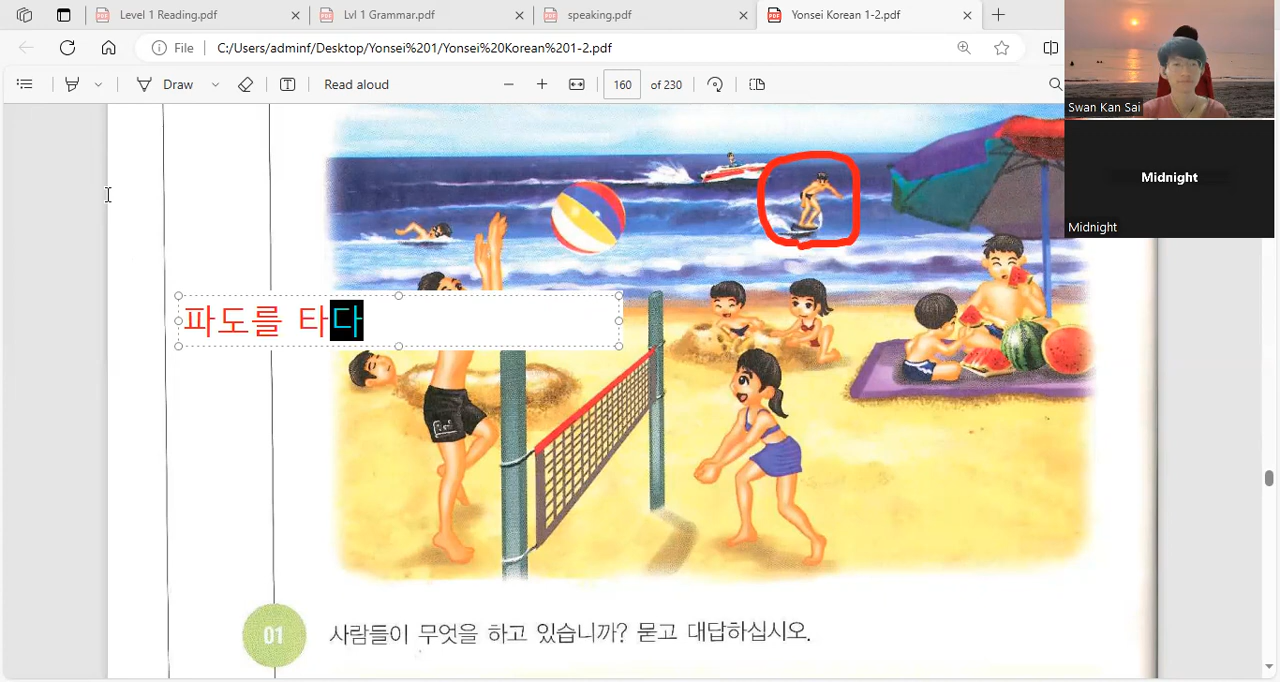 Level 1 Reading.pdf
Lvl 1 Grammar.pdf
speaking.pdf
Yonsei Korean 1-2.pdf
File
C:/Users/adminf/Desktop/Yonsei%201/Yonsei%20Korean%201-2.pdf
Draw
Read aloud
160 of 230
Swan Kan Sai
Midnight
Midnight
파도를 타다
01 사람들이 무엇을 하고 있습니까? 묻고 대답하십시오.